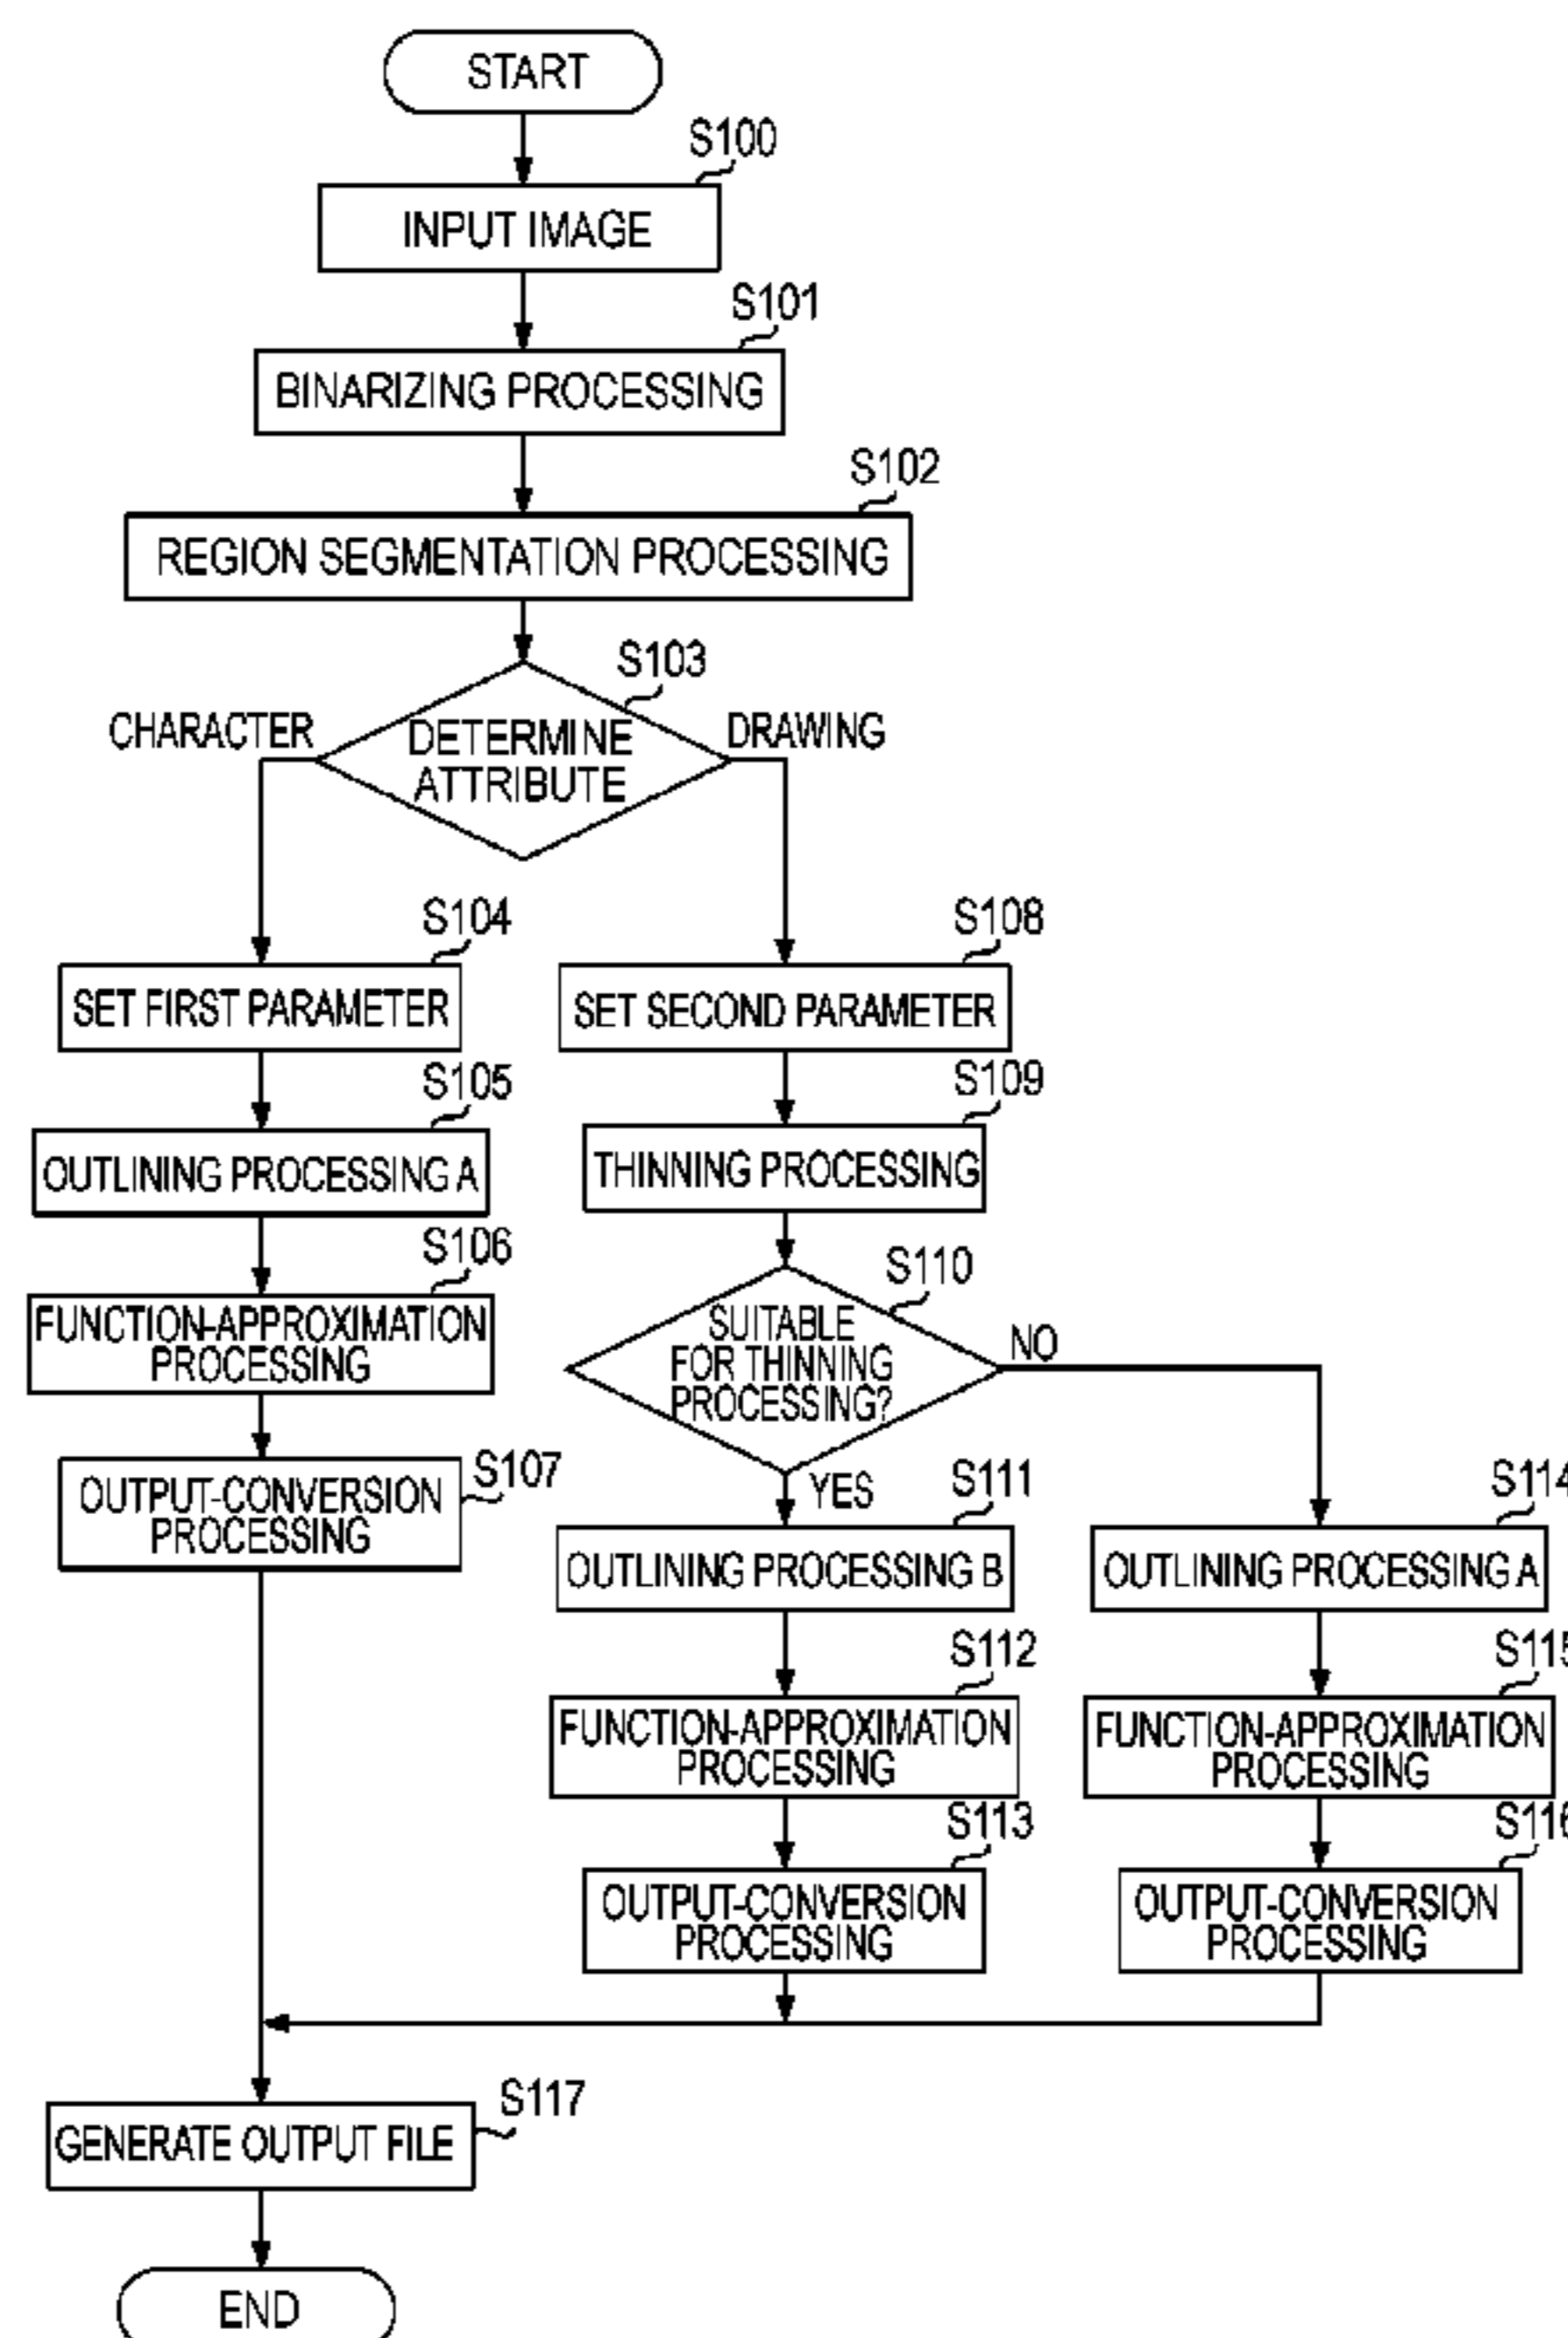 START
S100
INPUT IMAGE
S101
BINARIZING PROCESSING
S102
REGION SEGMENTATION PROCESSING
S103
CHARACTER
DETERMINE
ATTRIBUTE
DRAWING
S104
SET FIRST PARAMETER
S105
OUTLINING PROCESSING A
S106
FUNCTION-APPROXIMATION
PROCESSING
S107
OUTPUT-CONVERSION
PROCESSING
S108
SET SECOND PARAMETER
S109
THINNING PROCESSING
S110
SUITABLE
FOR THINNING
PROCESSING?
NO
YES
S111
OUTLINING PROCESSING B
S112
FUNCTION-APPROXIMATION
PROCESSING
S113
OUTPUT-CONVERSION
PROCESSING
S114
OUTLINING PROCESSING A
S115
FUNCTION-APPROXIMATION
PROCESSING
S116
OUTPUT-CONVERSION
PROCESSING
S117
GENERATE OUTPUT FILE
END